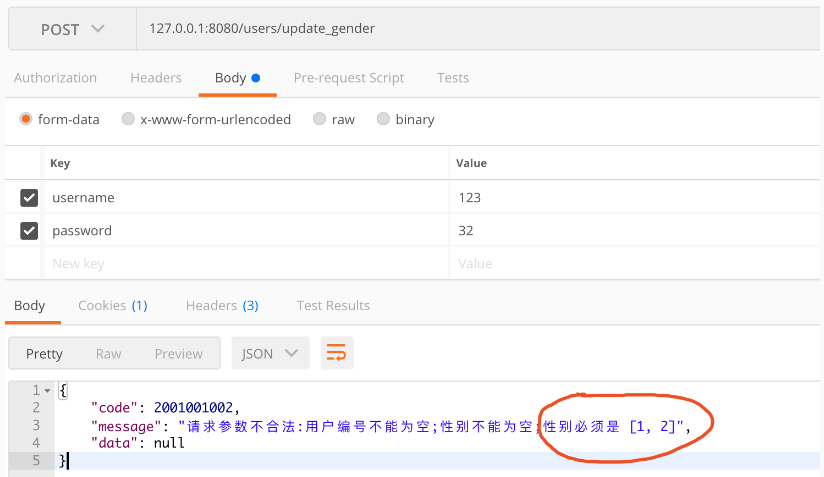 POST 127.0.0.1:8080/users/update_gender
Authorization Headers Body Pre-request Script Tests
form-data x-www-form-urlencoded raw binary
Key Value
username 123
password 32
New key Value
Body Cookies (1) Headers (3) Test Results
Pretty Raw Preview JSON
1 {
2 "code": 2001001002,
3 "message": "请求参数不合法:用户编号不能为空;性别不能为空;性别必须是 [1, 2]",
4 "data": null
5 }